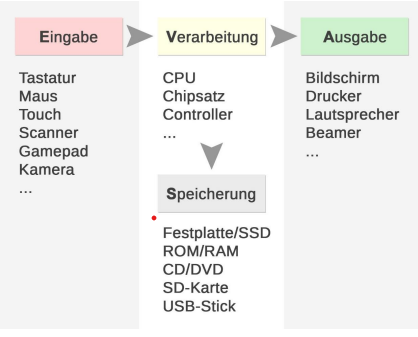 Eingabe
Tastatur
Maus
Touch
Scanner
Gamepad
Kamera
...
Verarbeitung
CPU
Chipsatz
Controller
...
Speicherung
Festplatte/SSD
ROM/RAM
CD/DVD
SD-Karte
USB-Stick
Ausgabe
Bildschirm
Drucker
Lautsprecher
Beamer
...